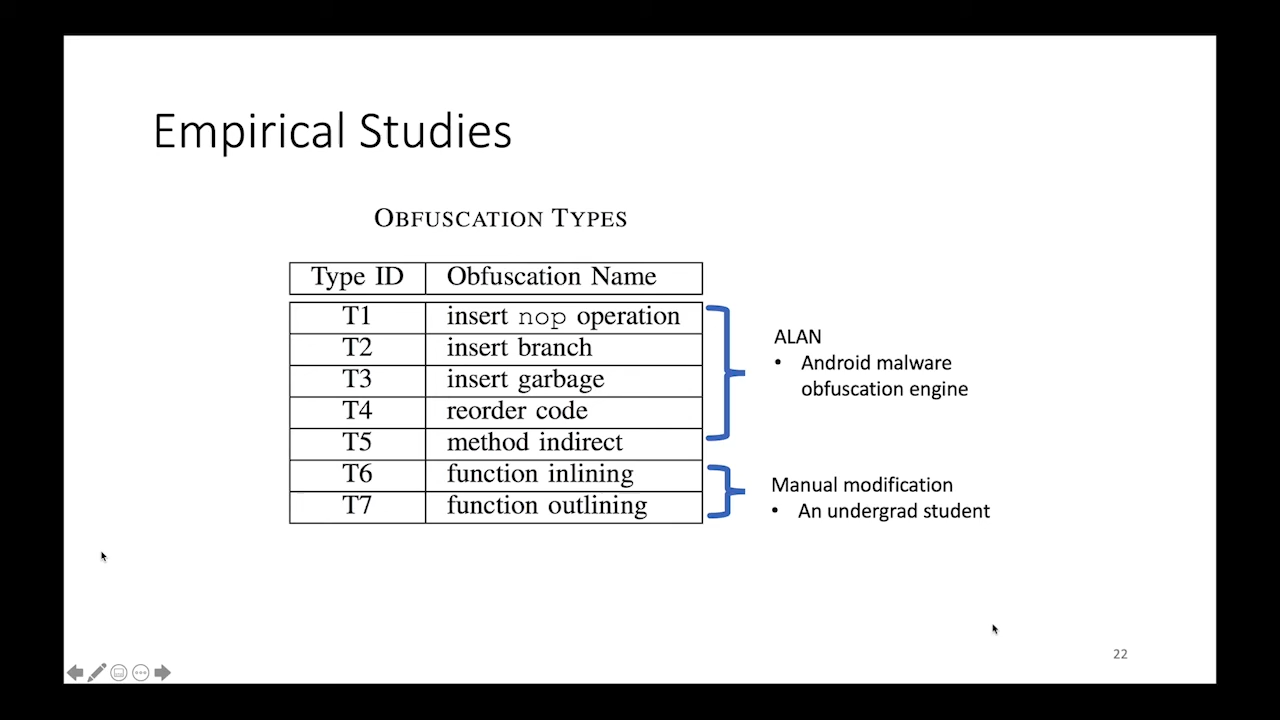 Empirical Studies
OBFUSCATION TYPES
Type ID Obfuscation Name
T1 insert nop operation
T2 insert branch
T3 insert garbage
T4 reorder code
T5 method indirect
T6 function inlining
T7 function outlining
ALAN
• Android malware
obfuscation engine
Manual modification
• An undergrad student
22